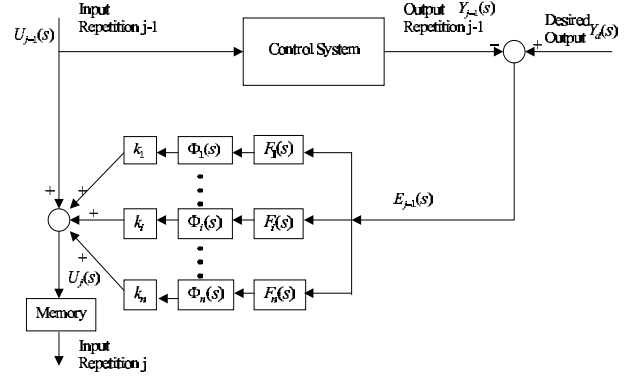 Input
Repetition j-1
U_{j-1}(s)
Control System
Output Y_{j-1}(s)
Repetition j-1
−
+
Desired
Output Y_d(s)
k_1
Φ_1(s)
F_1(s)
+
+
+
k_i
Φ_i(s)
F_i(s)
E_{j-1}(s)
+
U_j(s)
k_n
Φ_n(s)
F_n(s)
Memory
Input
Repetition j